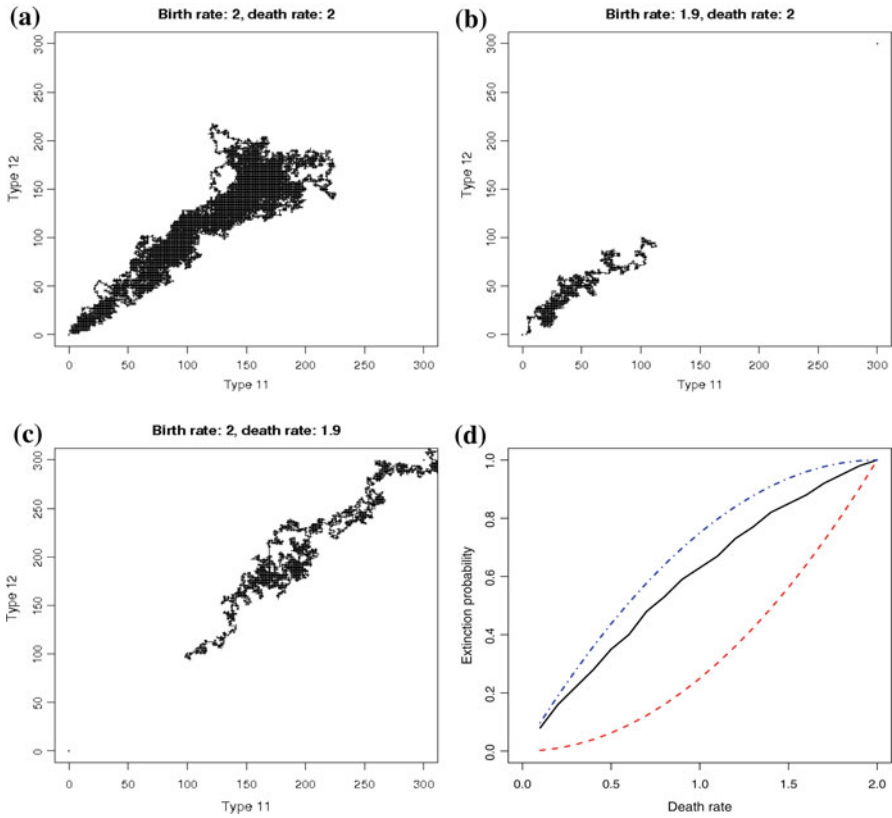 (a)
Birth rate: 2, death rate: 2
300
250
200
150
100
50
0
Type 12
0 50 100 150 200 250 300
Type 11
(b)
Birth rate: 1.9, death rate: 2
300
250
200
150
100
50
0
Type 12
0 50 100 150 200 250 300
Type 11
(c)
Birth rate: 2, death rate: 1.9
300
250
200
150
100
50
0
Type 12
0 50 100 150 200 250 300
Type 11
(d)
1.0
0.8
0.6
0.4
0.2
0.0
Extinction probability
0.0 0.5 1.0 1.5 2.0
Death rate